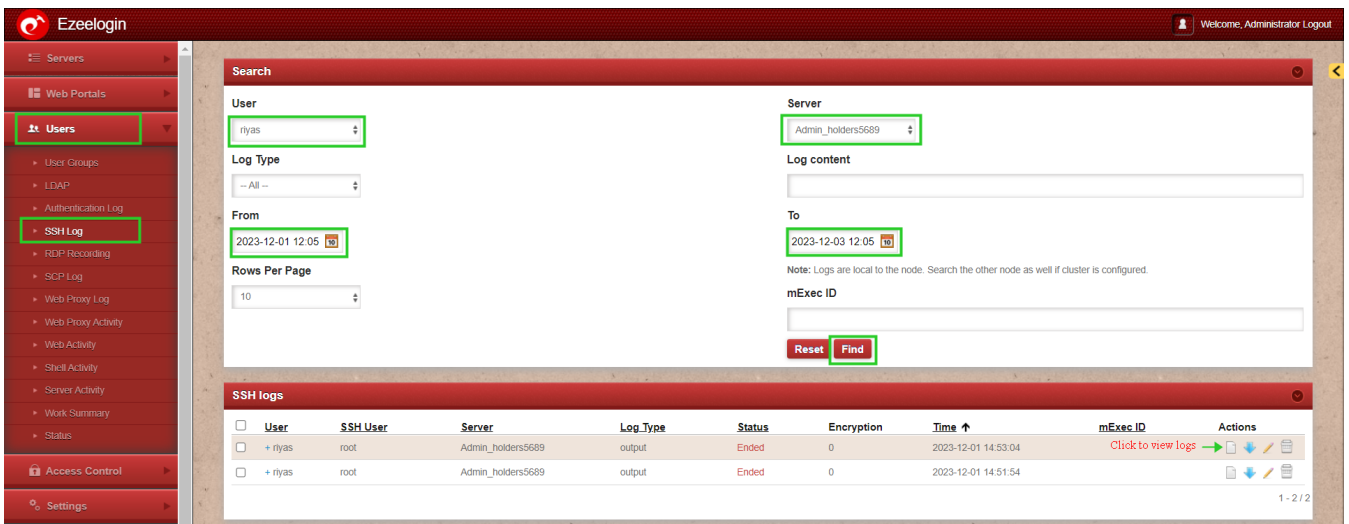 Ezeelogin
Welcome, Administrator Logout
Servers
Web Portals
Users
User Groups
LDAP
Authentication Log
SSH Log
RDP Recording
SCP Log
Web Proxy Log
Web Proxy Activity
Web Activity
Shell Activity
Server Activity
Work Summary
Status
Access Control
Settings
Search
User
Server
riyas
Admin_holders5689
Log Type
Log content
-- All --
From
To
2023-12-01 12:05
10
2023-12-03 12:05
10
Rows Per Page
Note: Logs are local to the node. Search the other node as well if cluster is configured.
10
mExec ID
Reset
Find
SSH logs
User SSH User Server Log Type Status Encryption Time ↑ mExec ID Actions
+ riyas root Admin_holders5689 output Ended 0 2023-12-01 14:53:04 Click to view logs
+ riyas root Admin_holders5689 output Ended 0 2023-12-01 14:51:54
1 - 2 / 2